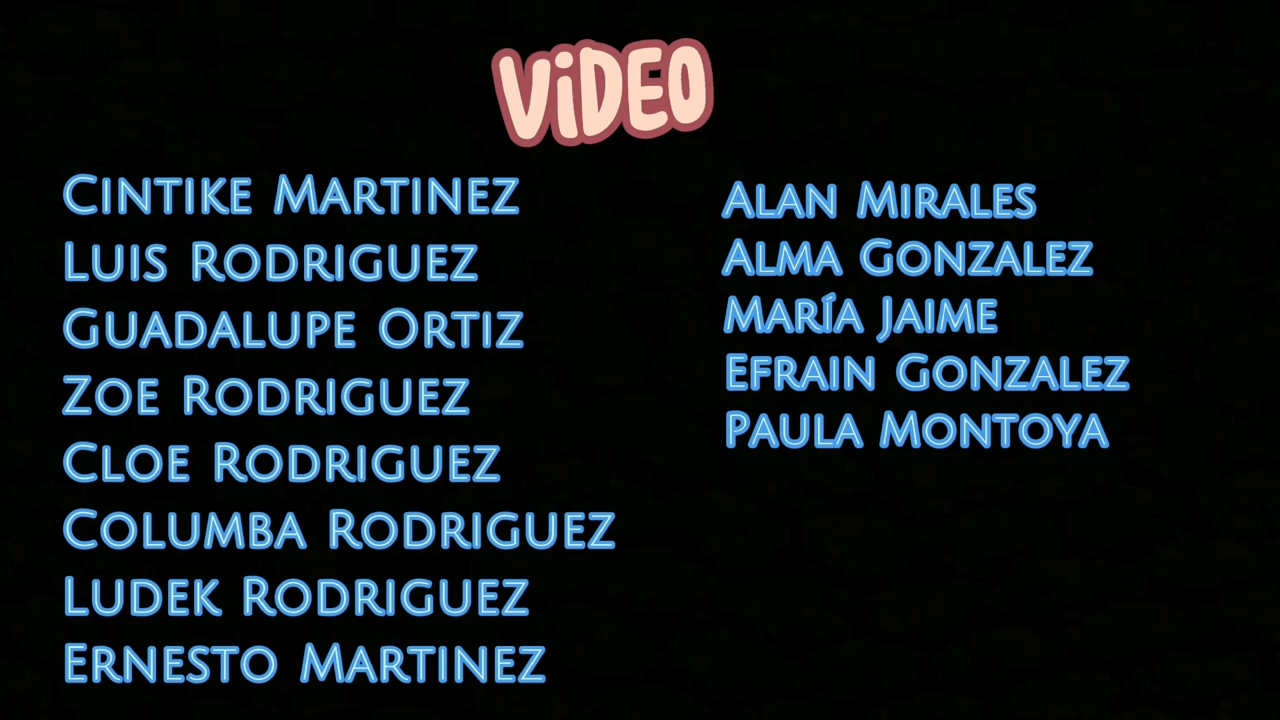 ViDEO
Cintike Martinez
Luis Rodriguez
Guadalupe Ortiz
Zoe Rodriguez
Cloe Rodriguez
Columba Rodriguez
Ludek Rodriguez
Ernesto Martinez
Alan Mirales
Alma Gonzalez
María Jaime
Efrain Gonzalez
Paula Montoya